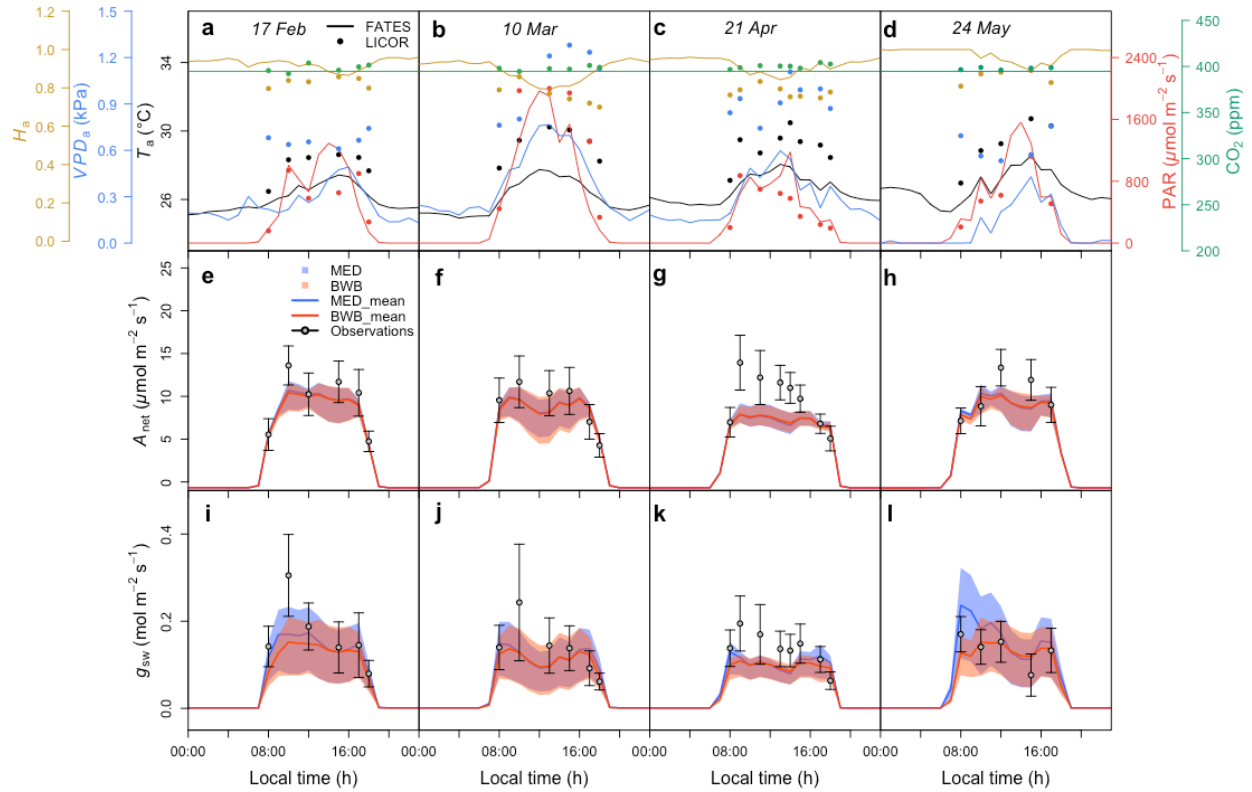 a 17 Feb
FATES
LICOR
b 10 Mar
c 21 Apr
d 24 May
Hₐ
1.2
1.0
0.8
0.6
0.4
0.2
0.0
VPDₐ (kPa)
1.5
1.2
0.9
0.6
0.3
0.0
Tₐ (°C)
34
30
26
PAR (µmol m⁻² s⁻¹)
2400
2000
800
0
CO₂ (ppm)
450
400
350
300
250
200
e
MED
BWB
MED_mean
BWB_mean
Observations
f
g
h
A net (µmol m⁻² s⁻¹)
25
20
15
10
5
0
i
j
k
l
g sw (mol m⁻² s⁻¹)
0.4
0.2
0.0
00:00 08:00 16:00 00:00 08:00 16:00 00:00 08:00 16:00 00:00 08:00 16:00
Local time (h) Local time (h) Local time (h) Local time (h)